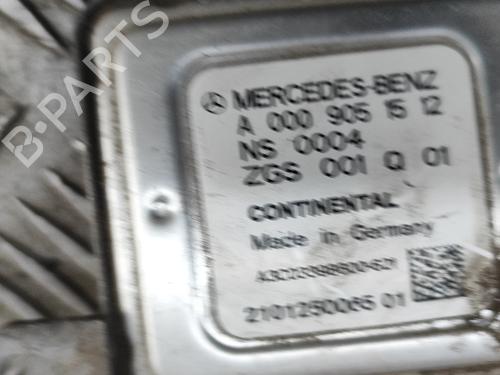 B-PARTS
MERCEDES-BENZ
A 000 905 15 12
NS 0004
ZGS 001 Q 01
CONTINENTAL
Made in Germany
2101250065 01